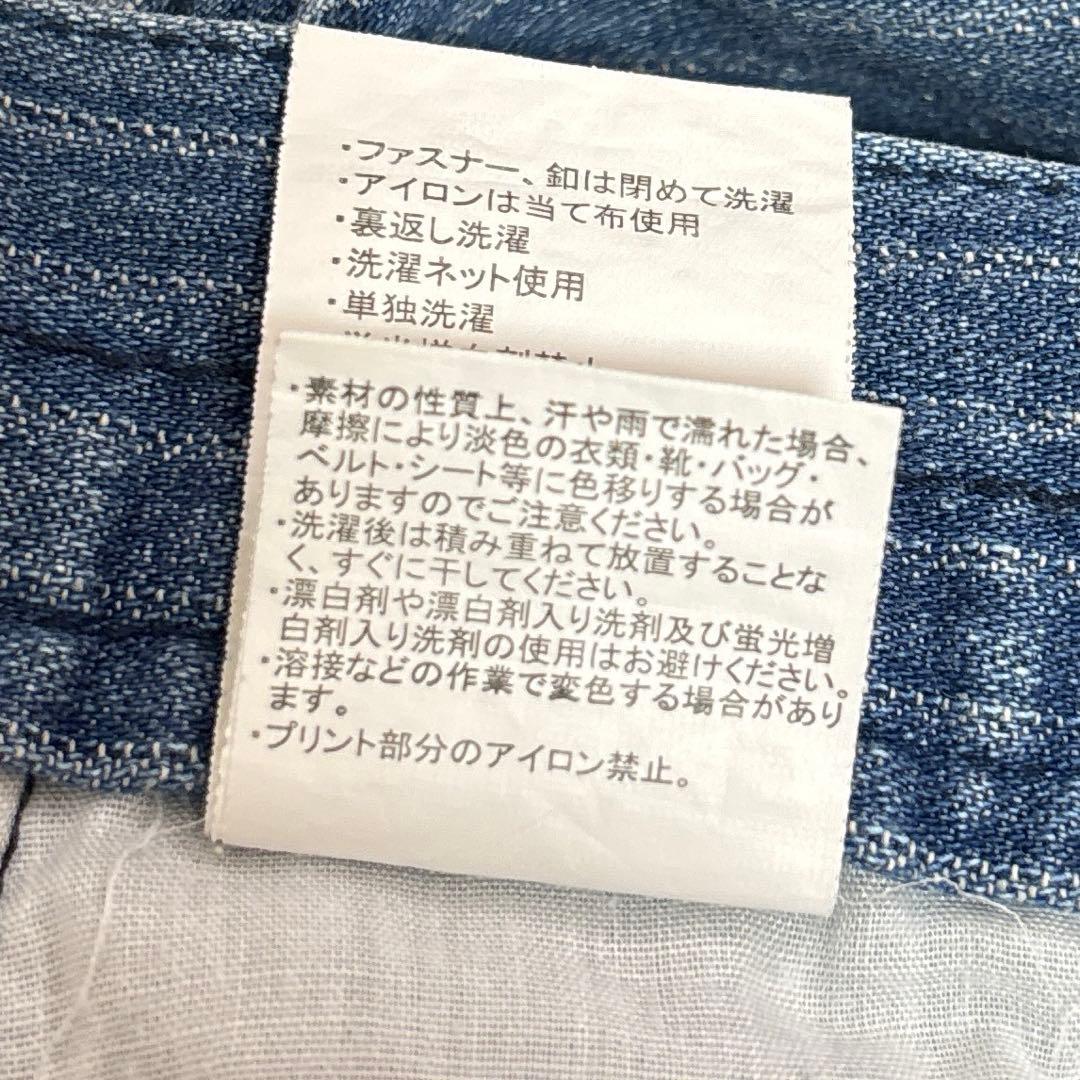 ・ファスナー、釦は閉めて洗濯
・アイロンは当て布使用
・裏返し洗濯
・洗濯ネット使用
・単独洗濯
・素材の性質上、汗や雨で濡れた場合、
摩擦により淡色の衣類・靴・バッグ・
ベルト・シート等に色移りする場合が
ありますのでご注意ください。
・洗濯後は積み重ねて放置することな
く、すぐに干してください。
・漂白剤や漂白剤入り洗剤及び蛍光増
白剤入り洗剤の使用はお避けください。
・溶接などの作業で変色する場合があり
ます。
・プリント部分のアイロン禁止。